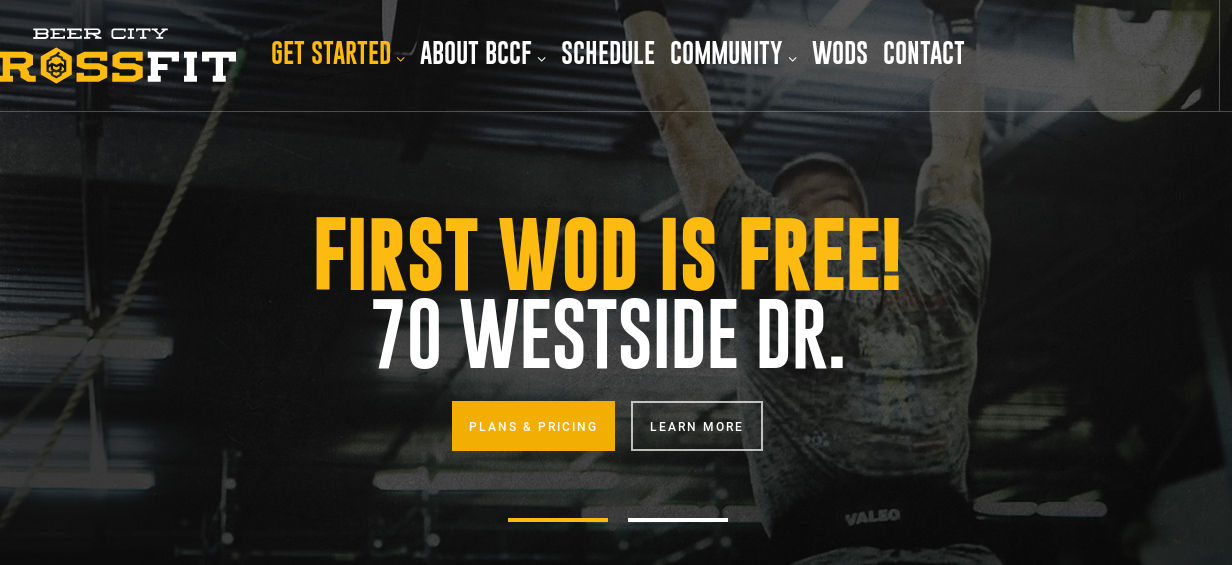 BEER CITY
ROSSFIT
GET STARTED ABOUT BCCF SCHEDULE COMMUNITY WODS CONTACT
FIRST WOD IS FREE!
70 WESTSIDE DR.
PLANS & PRICING LEARN MORE
VALEO